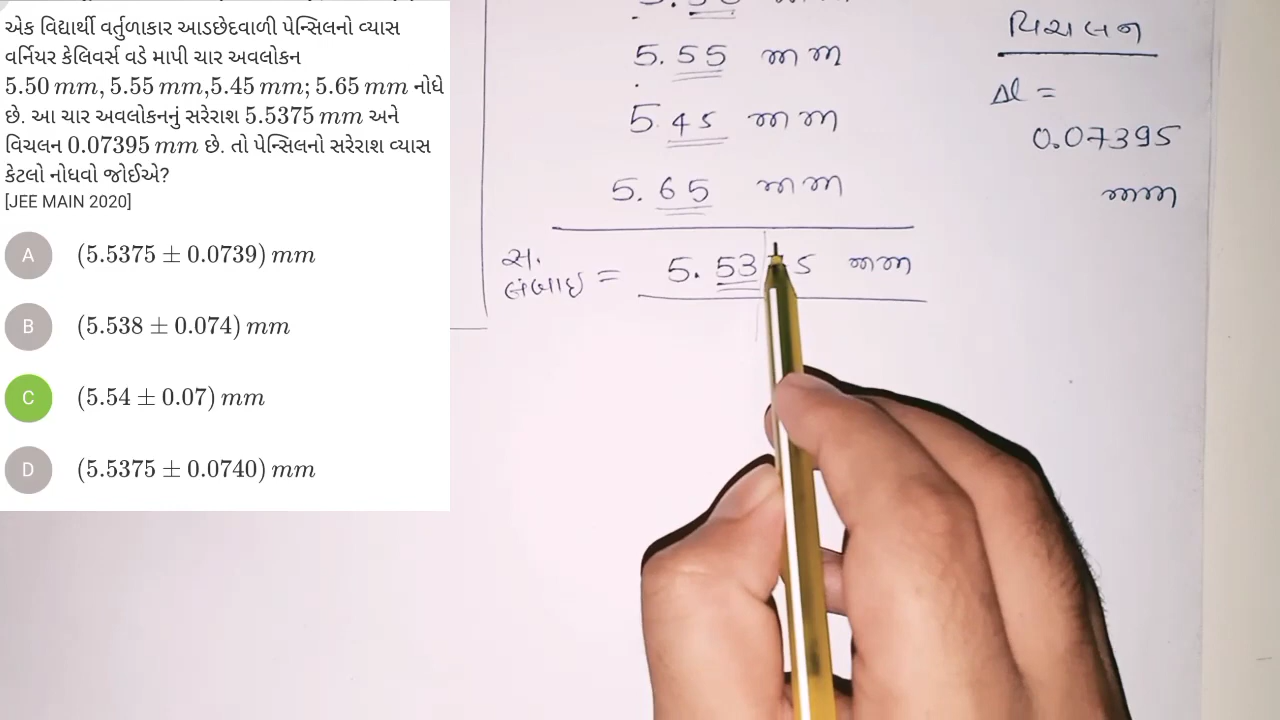 એક વિદ્યાર્થી વર્તુળાકાર આડછેદવાળી પેન્સિલનો વ્યાસ
વર્નિયર કેલિવર્સ વડે માપી ચાર અવલોકન
5.50 mm, 5.55 mm,5.45 mm; 5.65 mm નોધે
છે. આ ચાર અવલોકનનું સરેરાશ 5.5375 mm અને
વિચલન 0.07395 mm છે. તો પેન્સિલનો સરેરાશ વ્યાસ
કેટલો નોધવો જોઈએ?
[JEE MAIN 2020]
A (5.5375 ± 0.0739) mm
B (5.538 ± 0.074) mm
C (5.54 ± 0.07) mm
D (5.5375 ± 0.0740) mm
5.55 mm
5.45 mm
5.65 mm
સ.
લંબાઇ = 5.53 5 mm
વિચલન
Δl =
0.07395
mm